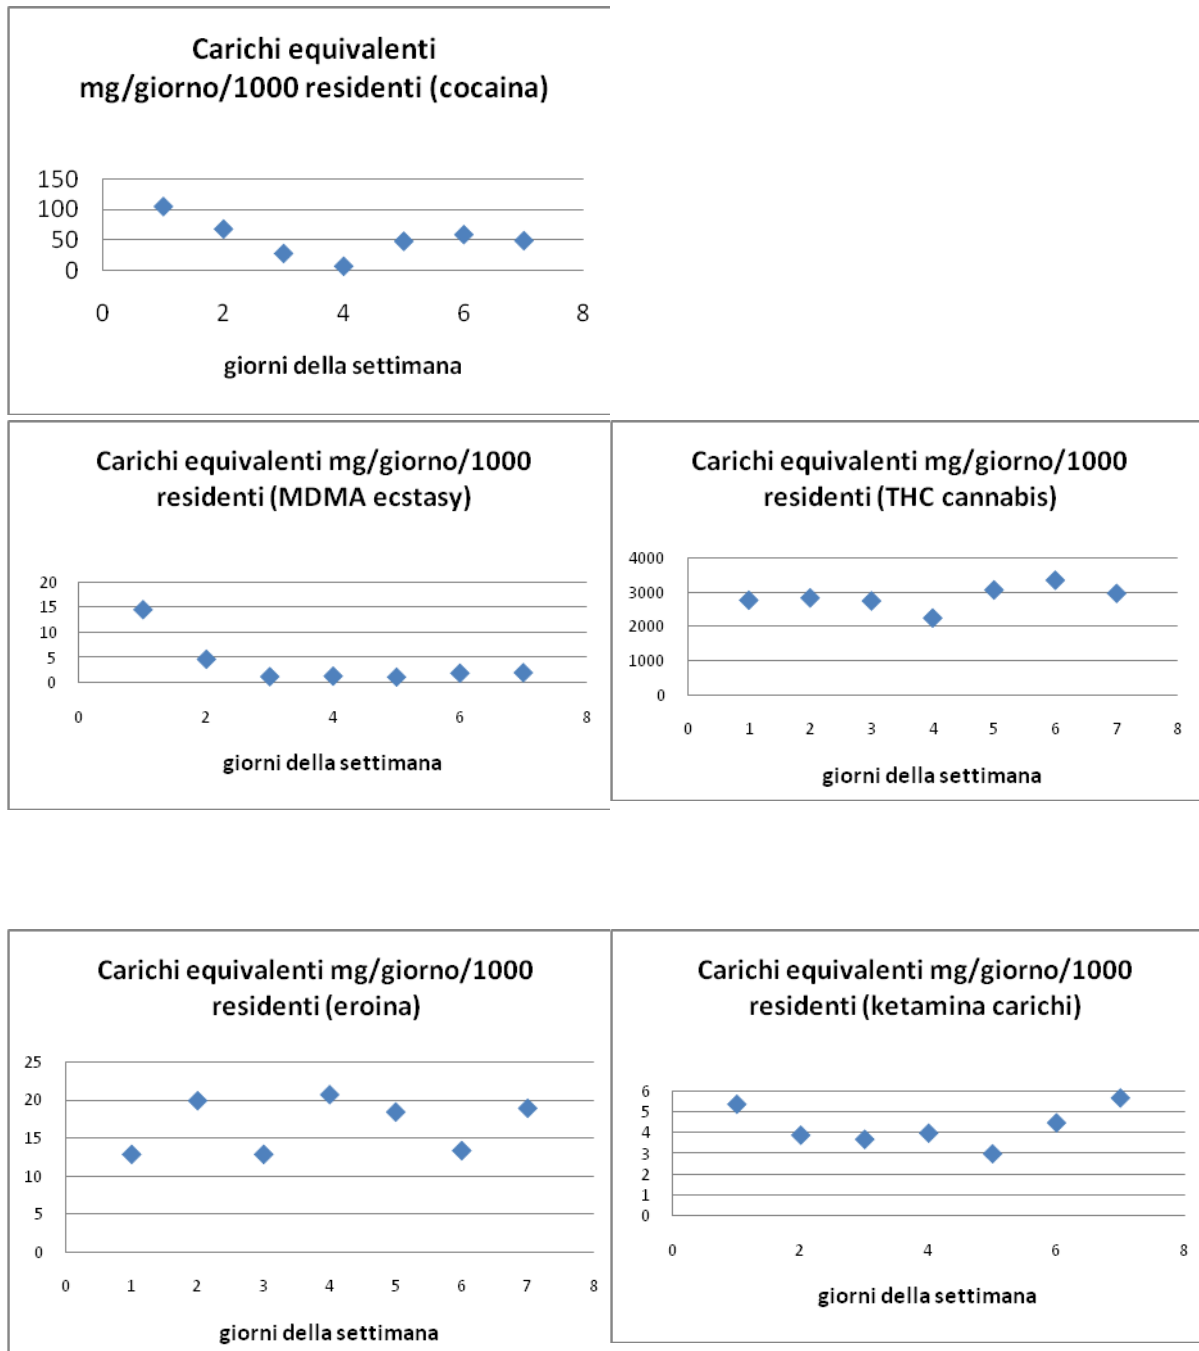 Carichi equivalenti
mg/giorno/1000 residenti (cocaina)
150
100
50
0
0 2 4 6 8
giorni della settimana
Carichi equivalenti mg/giorno/1000
residenti (MDMA ecstasy)
20
15
10
5
0
0 2 4 6 8
giorni della settimana
Carichi equivalenti mg/giorno/1000
residenti (THC cannabis)
4000
3000
2000
1000
0
0 1 2 3 4 5 6 7 8
giorni della settimana
Carichi equivalenti mg/giorno/1000
residenti (eroina)
25
20
15
10
5
0
0 1 2 3 4 5 6 7 8
giorni della settimana
Carichi equivalenti mg/giorno/1000
residenti (ketamina carichi)
6
5
4
3
2
1
0
0 2 4 6 8
giorni della settimana